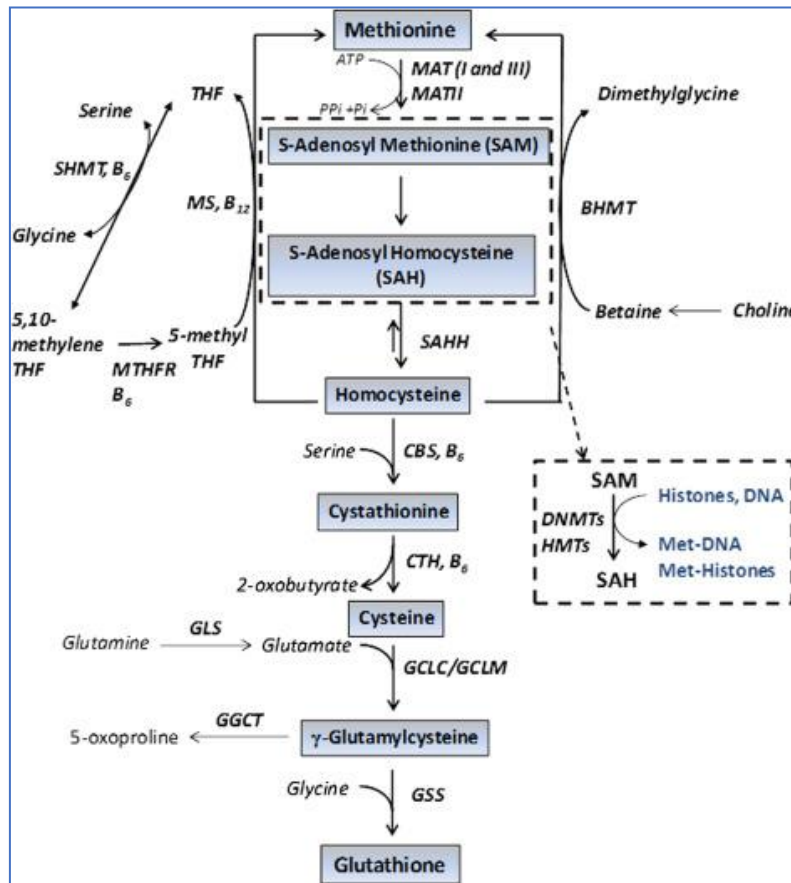 Methionine
ATP
MAT (I and III)
MATII
PPi +Pi
THF
Serine
SHMT, B6
Glycine
MS, B12
5,10-
methylene
THF
MTHFR
B6
5-methyl
THF
S-Adenosyl Methionine (SAM)
S-Adenosyl Homocysteine
(SAH)
Dimethylglycine
BHMT
Betaine
Choline
SAHH
Homocysteine
Serine
CBS, B6
Cystathionine
CTH, B6
2-oxobutyrate
Cysteine
SAM
Histones, DNA
DNMTs
HMTs
Met-DNA
Met-Histones
SAH
Glutamine
GLS
Glutamate
GCLC/GCLM
5-oxoproline
GGCT
γ-Glutamylcysteine
Glycine
GSS
Glutathione